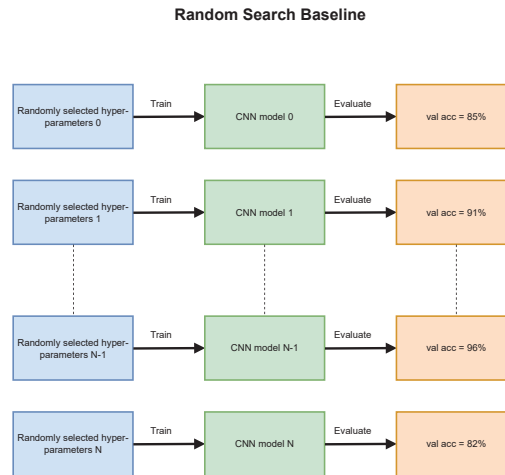 Random Search Baseline
Randomly selected hyper-
parameters 0
Train
CNN model 0
Evaluate
val acc = 85%
Randomly selected hyper-
parameters 1
Train
CNN model 1
Evaluate
val acc = 91%
Randomly selected hyper-
parameters N-1
Train
CNN model N-1
Evaluate
val acc = 96%
Randomly selected hyper-
parameters N
Train
CNN model N
Evaluate
val acc = 82%